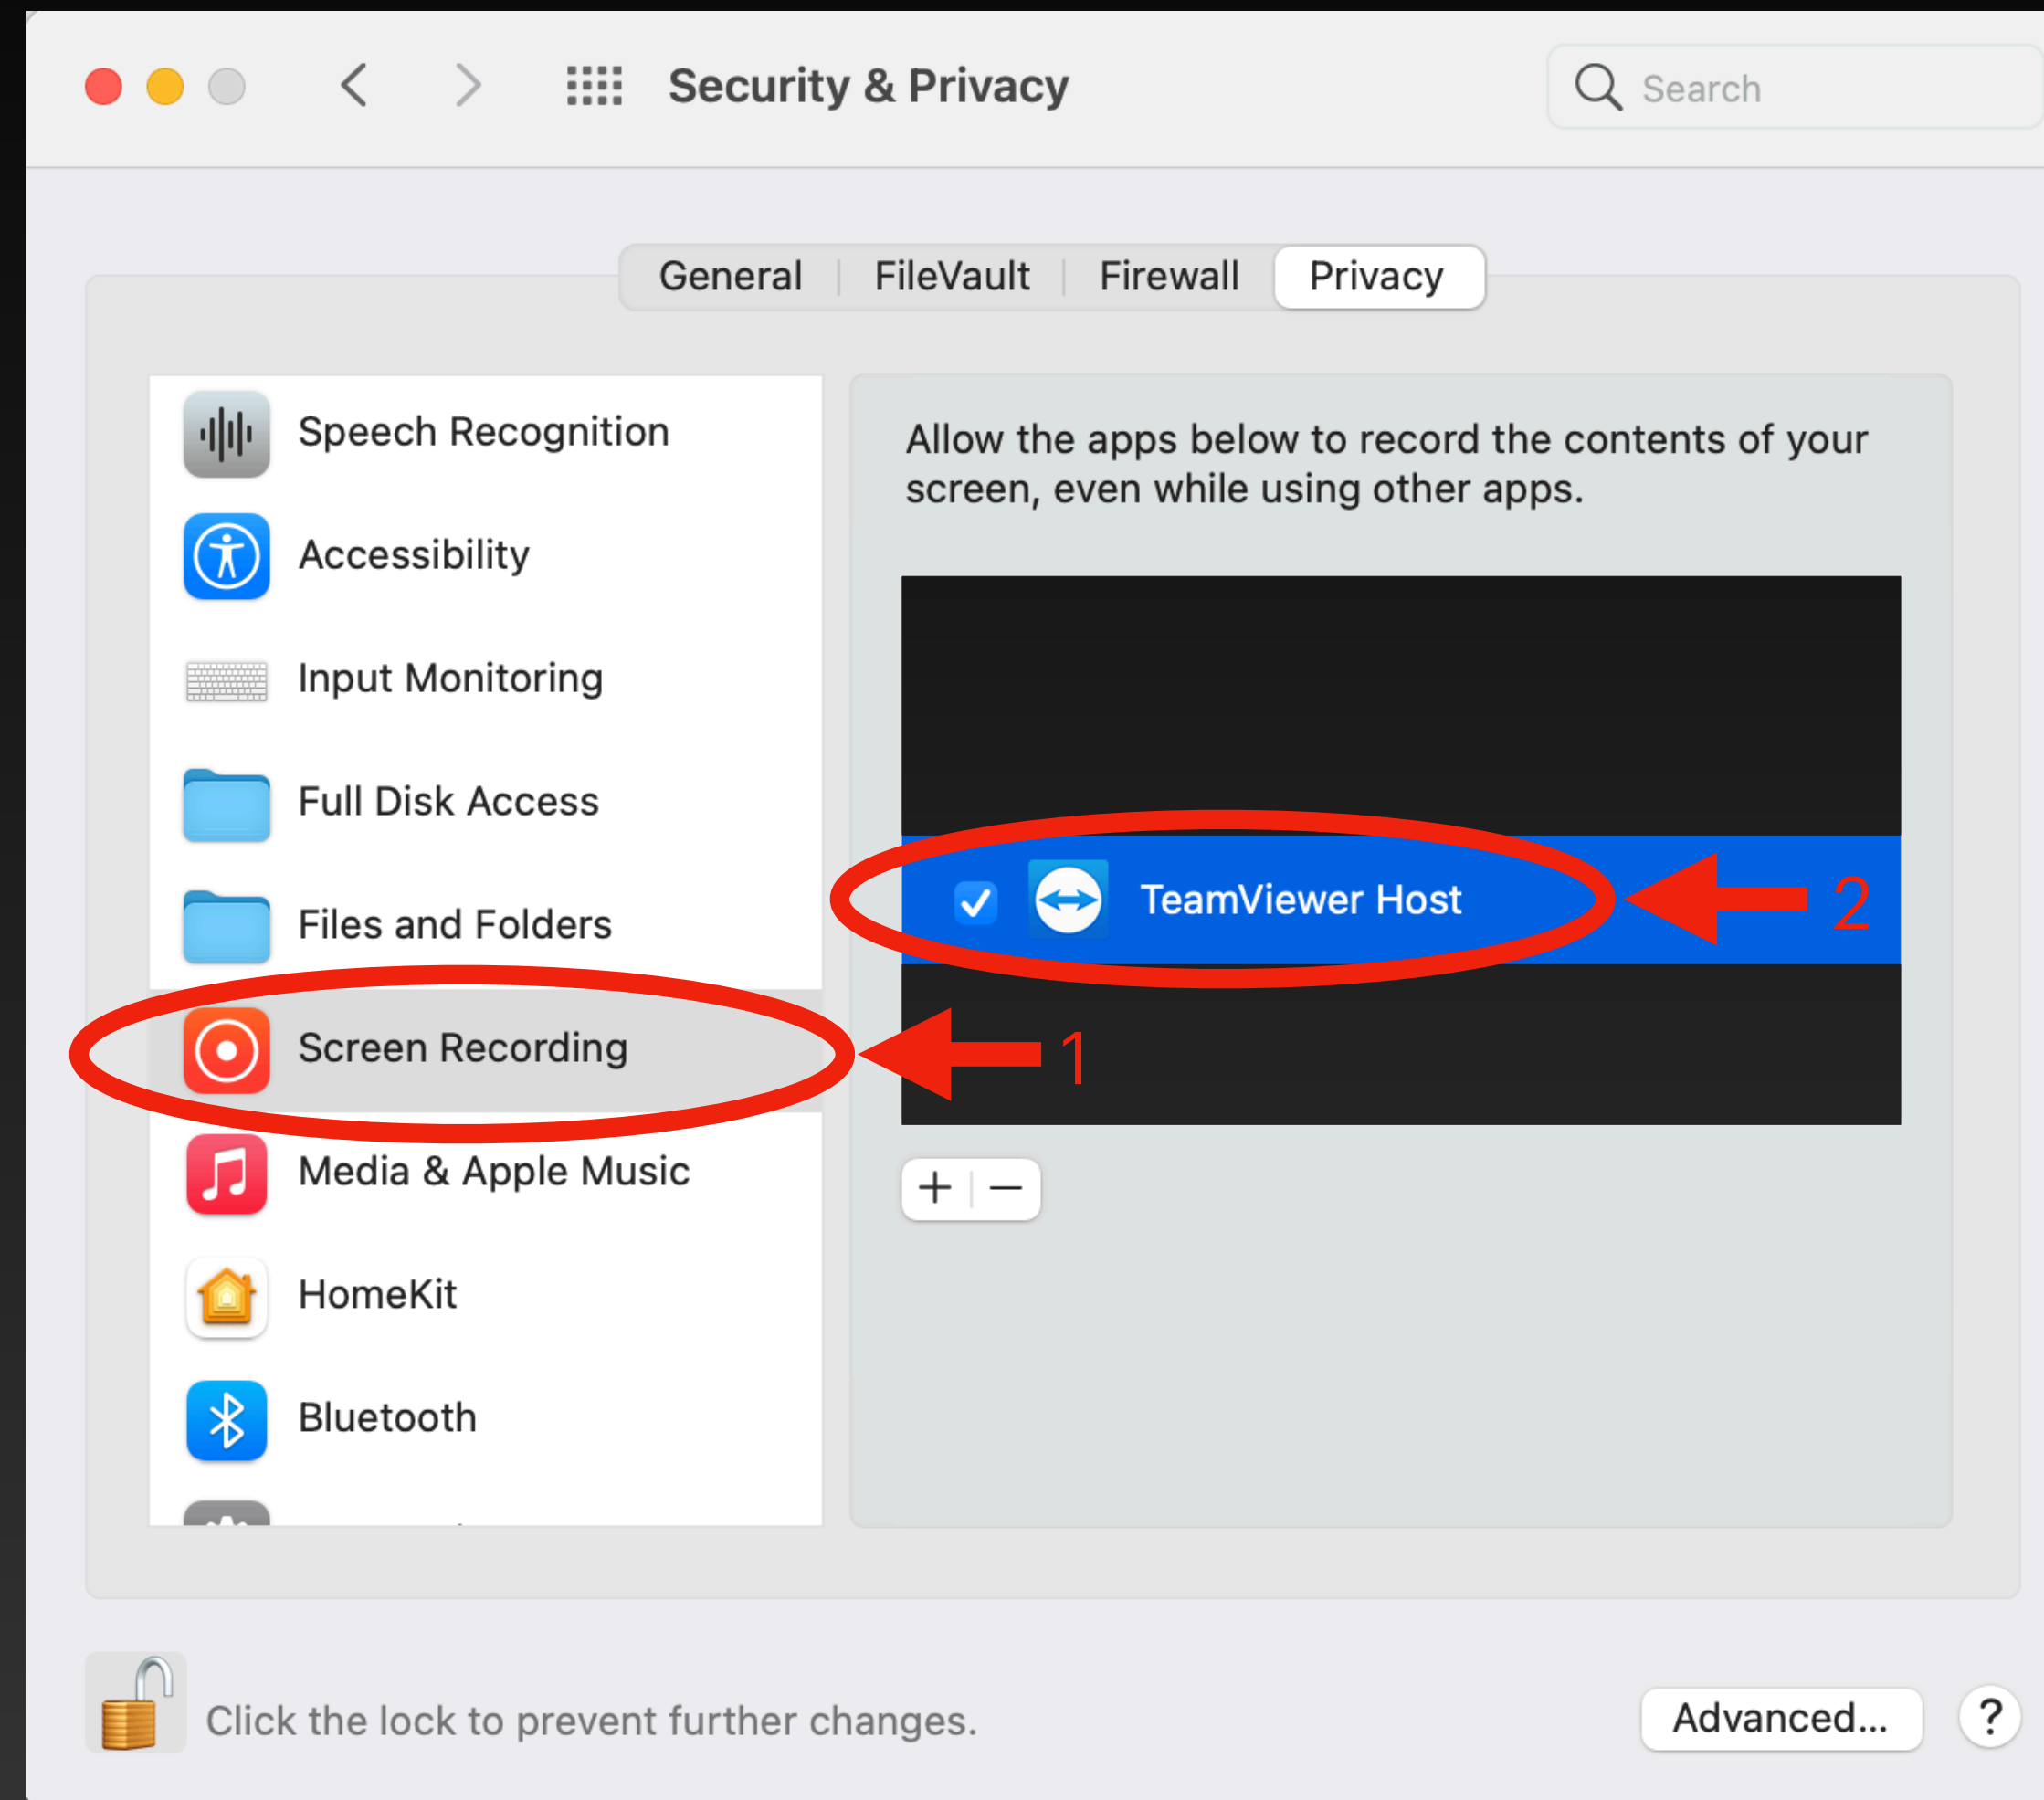 Security & Privacy
Search
General
FileVault
Firewall
Privacy
Speech Recognition
Accessibility
Input Monitoring
Full Disk Access
Files and Folders
Screen Recording
Media & Apple Music
HomeKit
Bluetooth
Allow the apps below to record the contents of your
screen, even while using other apps.
TeamViewer Host
2
1
+ −
Click the lock to prevent further changes.
Advanced...
?